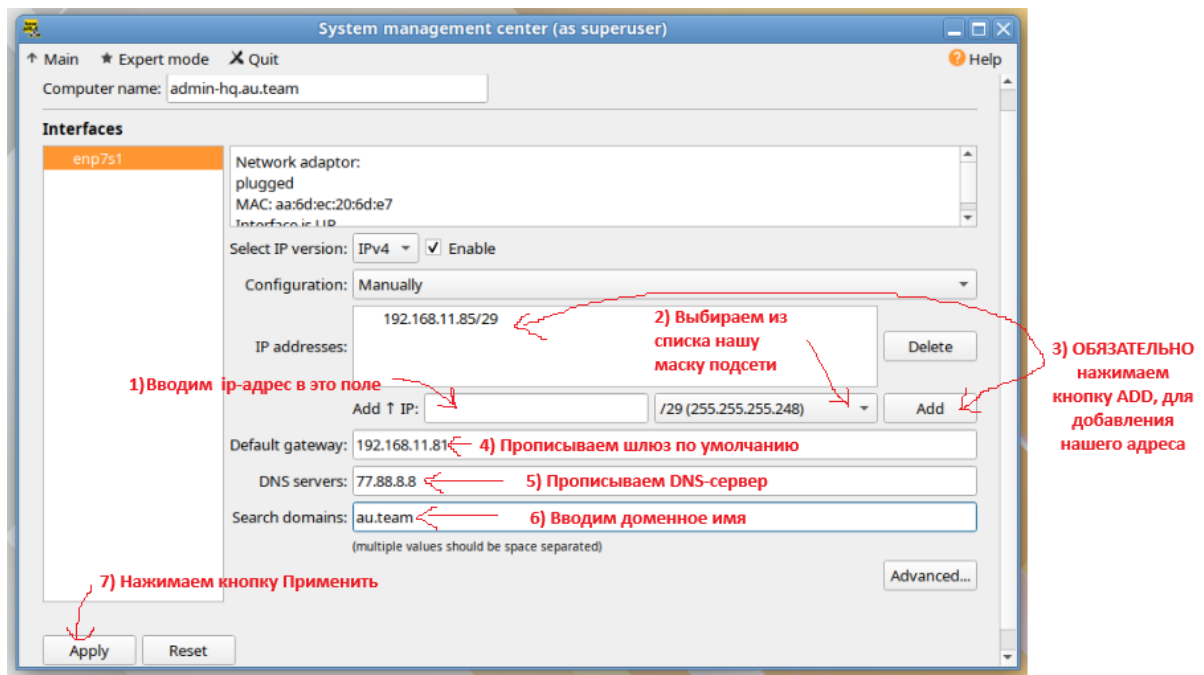 System management center (as superuser)
Main Expert mode Quit Help
Computer name: admin-hq.au.team
Interfaces
enp7s1
Network adaptor:
plugged
MAC: aa:6d:ec:20:6d:e7
Interface is UP
Select IP version: IPv4 Enable
Configuration: Manually
192.168.11.85/29
IP addresses:
Delete
2) Выбираем из
списка нашу
маску подсети
3) ОБЯЗАТЕЛЬНО
нажимаем
кнопку ADD, для
добавления
нашего адреса
1)Вводим ip-адрес в это поле
Add ↑ IP: /29 (255.255.255.248) Add
Default gateway: 192.168.11.81 4) Прописываем шлюз по умолчанию
DNS servers: 77.88.8.8 5) Прописываем DNS-сервер
Search domains: au.team 6) Вводим доменное имя
(multiple values should be space separated)
Advanced...
7) Нажимаем кнопку Применить
Apply Reset